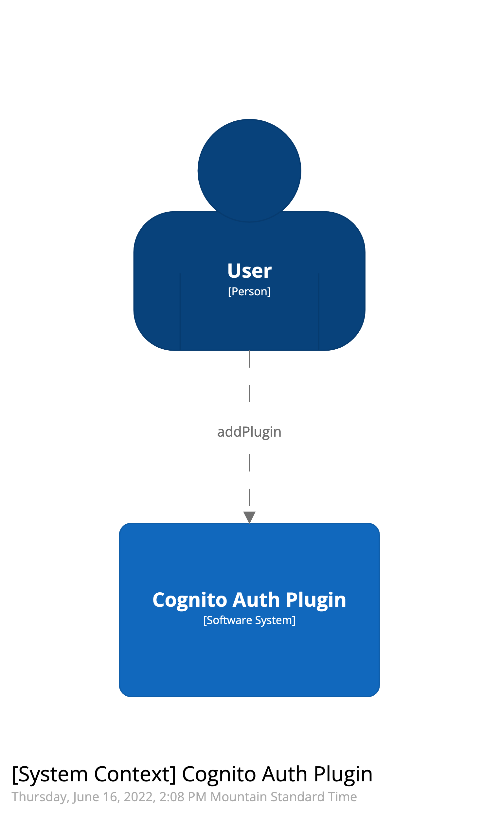 User
[Person]
addPlugin
Cognito Auth Plugin
[Software System]
[System Context] Cognito Auth Plugin
Thursday, June 16, 2022, 2:08 PM Mountain Standard Time